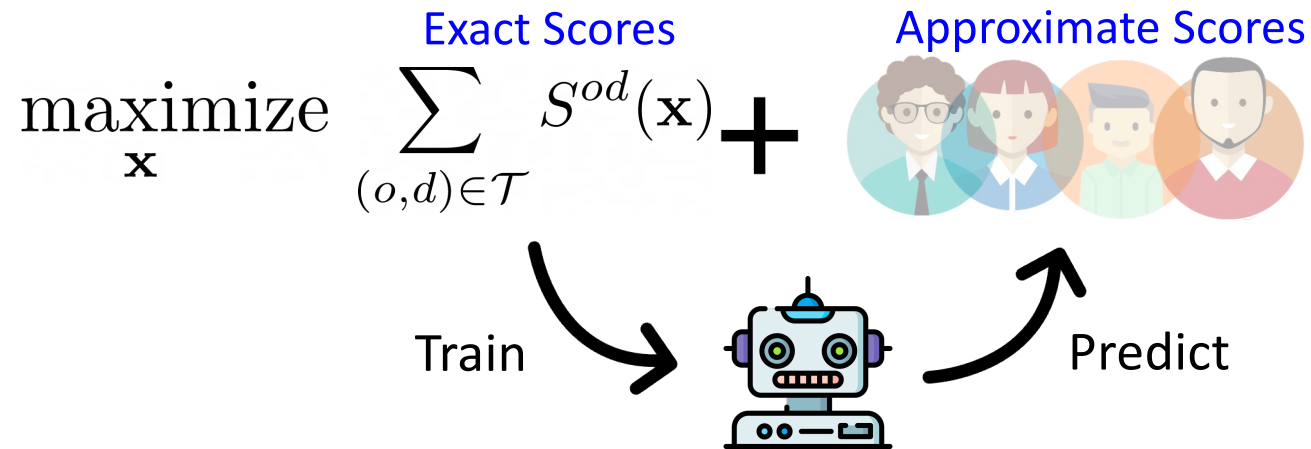 Exact Scores
Approximate Scores
maximize ∑ S^{od}(𝐱) +
𝐱
(o,d)∈𝒯
Train
Predict